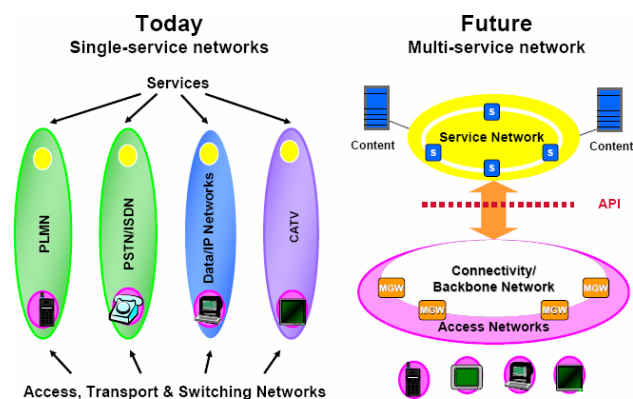 Today
Single-service networks
Services
PLMN
PSTN/ISDN
Data/IP Networks
CATV
Access, Transport & Switching Networks
Future
Multi-service network
S
Service Network
S
S
S
Content
Content
API
Connectivity/
Backbone Network
MGW
MGW
MGW
MGW
Access Networks